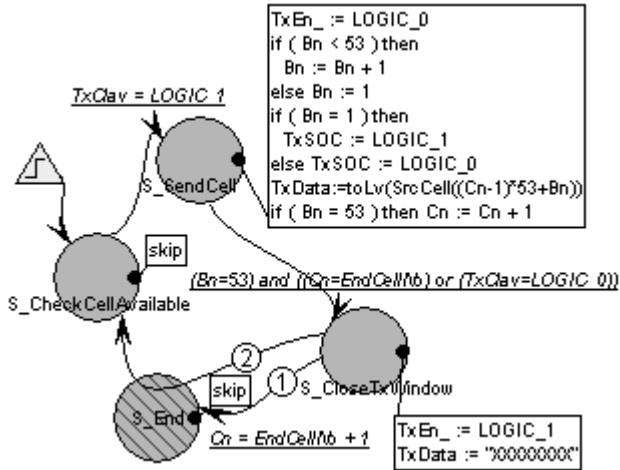 TxEn_ := LOGIC_0
if ( Bn < 53 ) then
Bn := Bn + 1
else Bn := 1
if ( Bn = 1 ) then
TxSOC := LOGIC_1
else TxSOC := LOGIC_0
TxData:=toLv(SrcCell((Cn-1)*53+Bn))
if ( Bn = 53 ) then Cn := Cn + 1
TxClav = LOGIC_1
S_SendCell
skip
(Bn=53) and ((Cn=EndCellNb) or (TxClav=LOGIC_0))
S_CheckCellAvailable
2
1
S_CloseTxWindow
skip
S_End
Cn = EndCellNb + 1
TxEn_ := LOGIC_1
TxData := "XXXXXXXX"